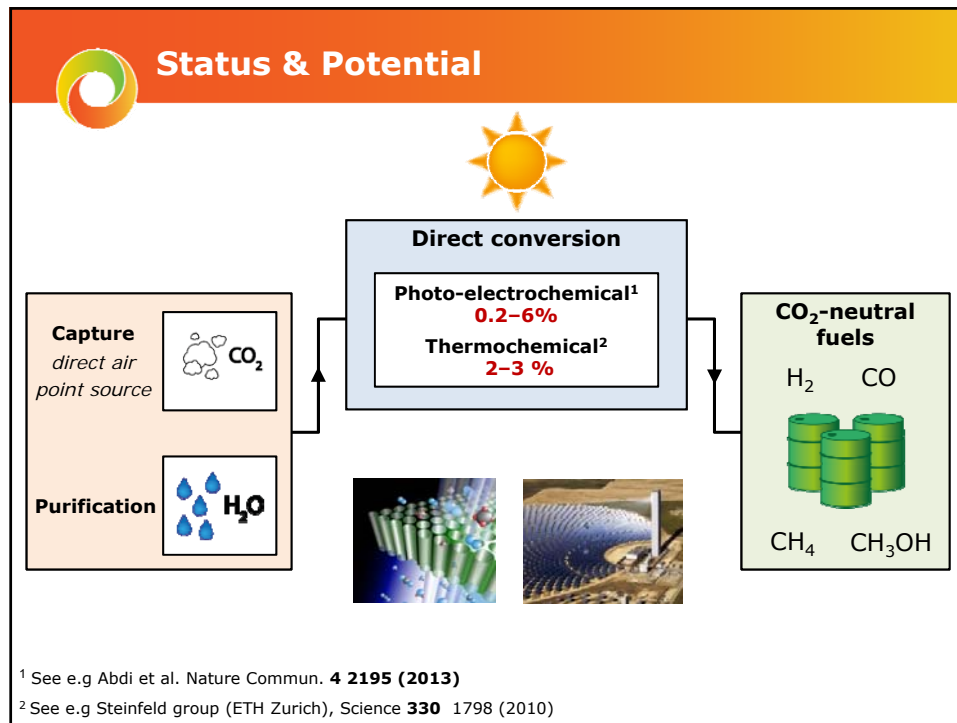 Status & Potential
Direct conversion
Photo-electrochemical¹
0.2–6%
Thermochemical²
2–3 %
Capture
direct air
point source
CO₂
Purification
H₂O
CO₂-neutral
fuels
H₂ CO
CH₄ CH₃OH
¹ See e.g Abdi et al. Nature Commun. 4 2195 (2013)
² See e.g Steinfeld group (ETH Zurich), Science 330 1798 (2010)